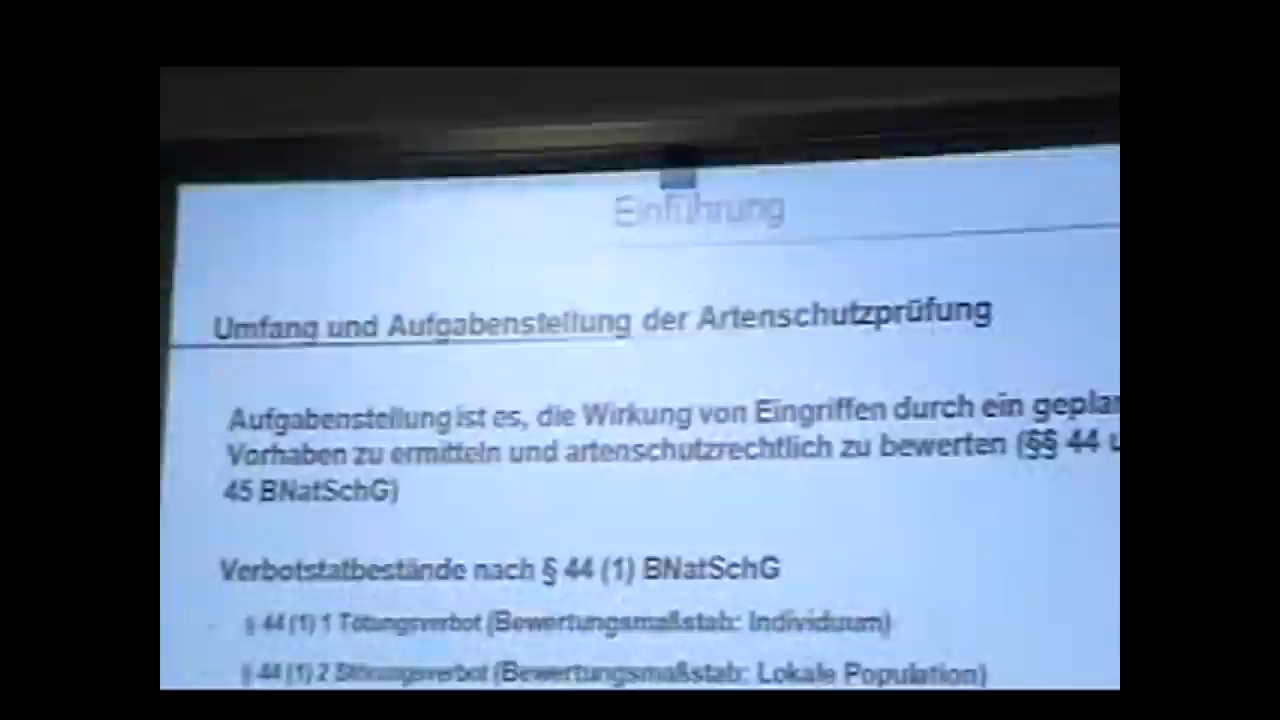 Einführung
Umfang und Aufgabenstellung der Artenschutzprüfung
Aufgabenstellung ist es, die Wirkung von Eingriffen durch ein geplan
Vorhaben zu ermitteln und artenschutzrechtlich zu bewerten (§§ 44 u
45 BNatSchG)
Verbotstatbestände nach § 44 (1) BNatSchG
- § 44 (1) 1 Tötungsverbot (Bewertungsmaßstab: Individuum)
- § 44 (1) 2 Störungsverbot (Bewertungsmaßstab: Lokale Population)